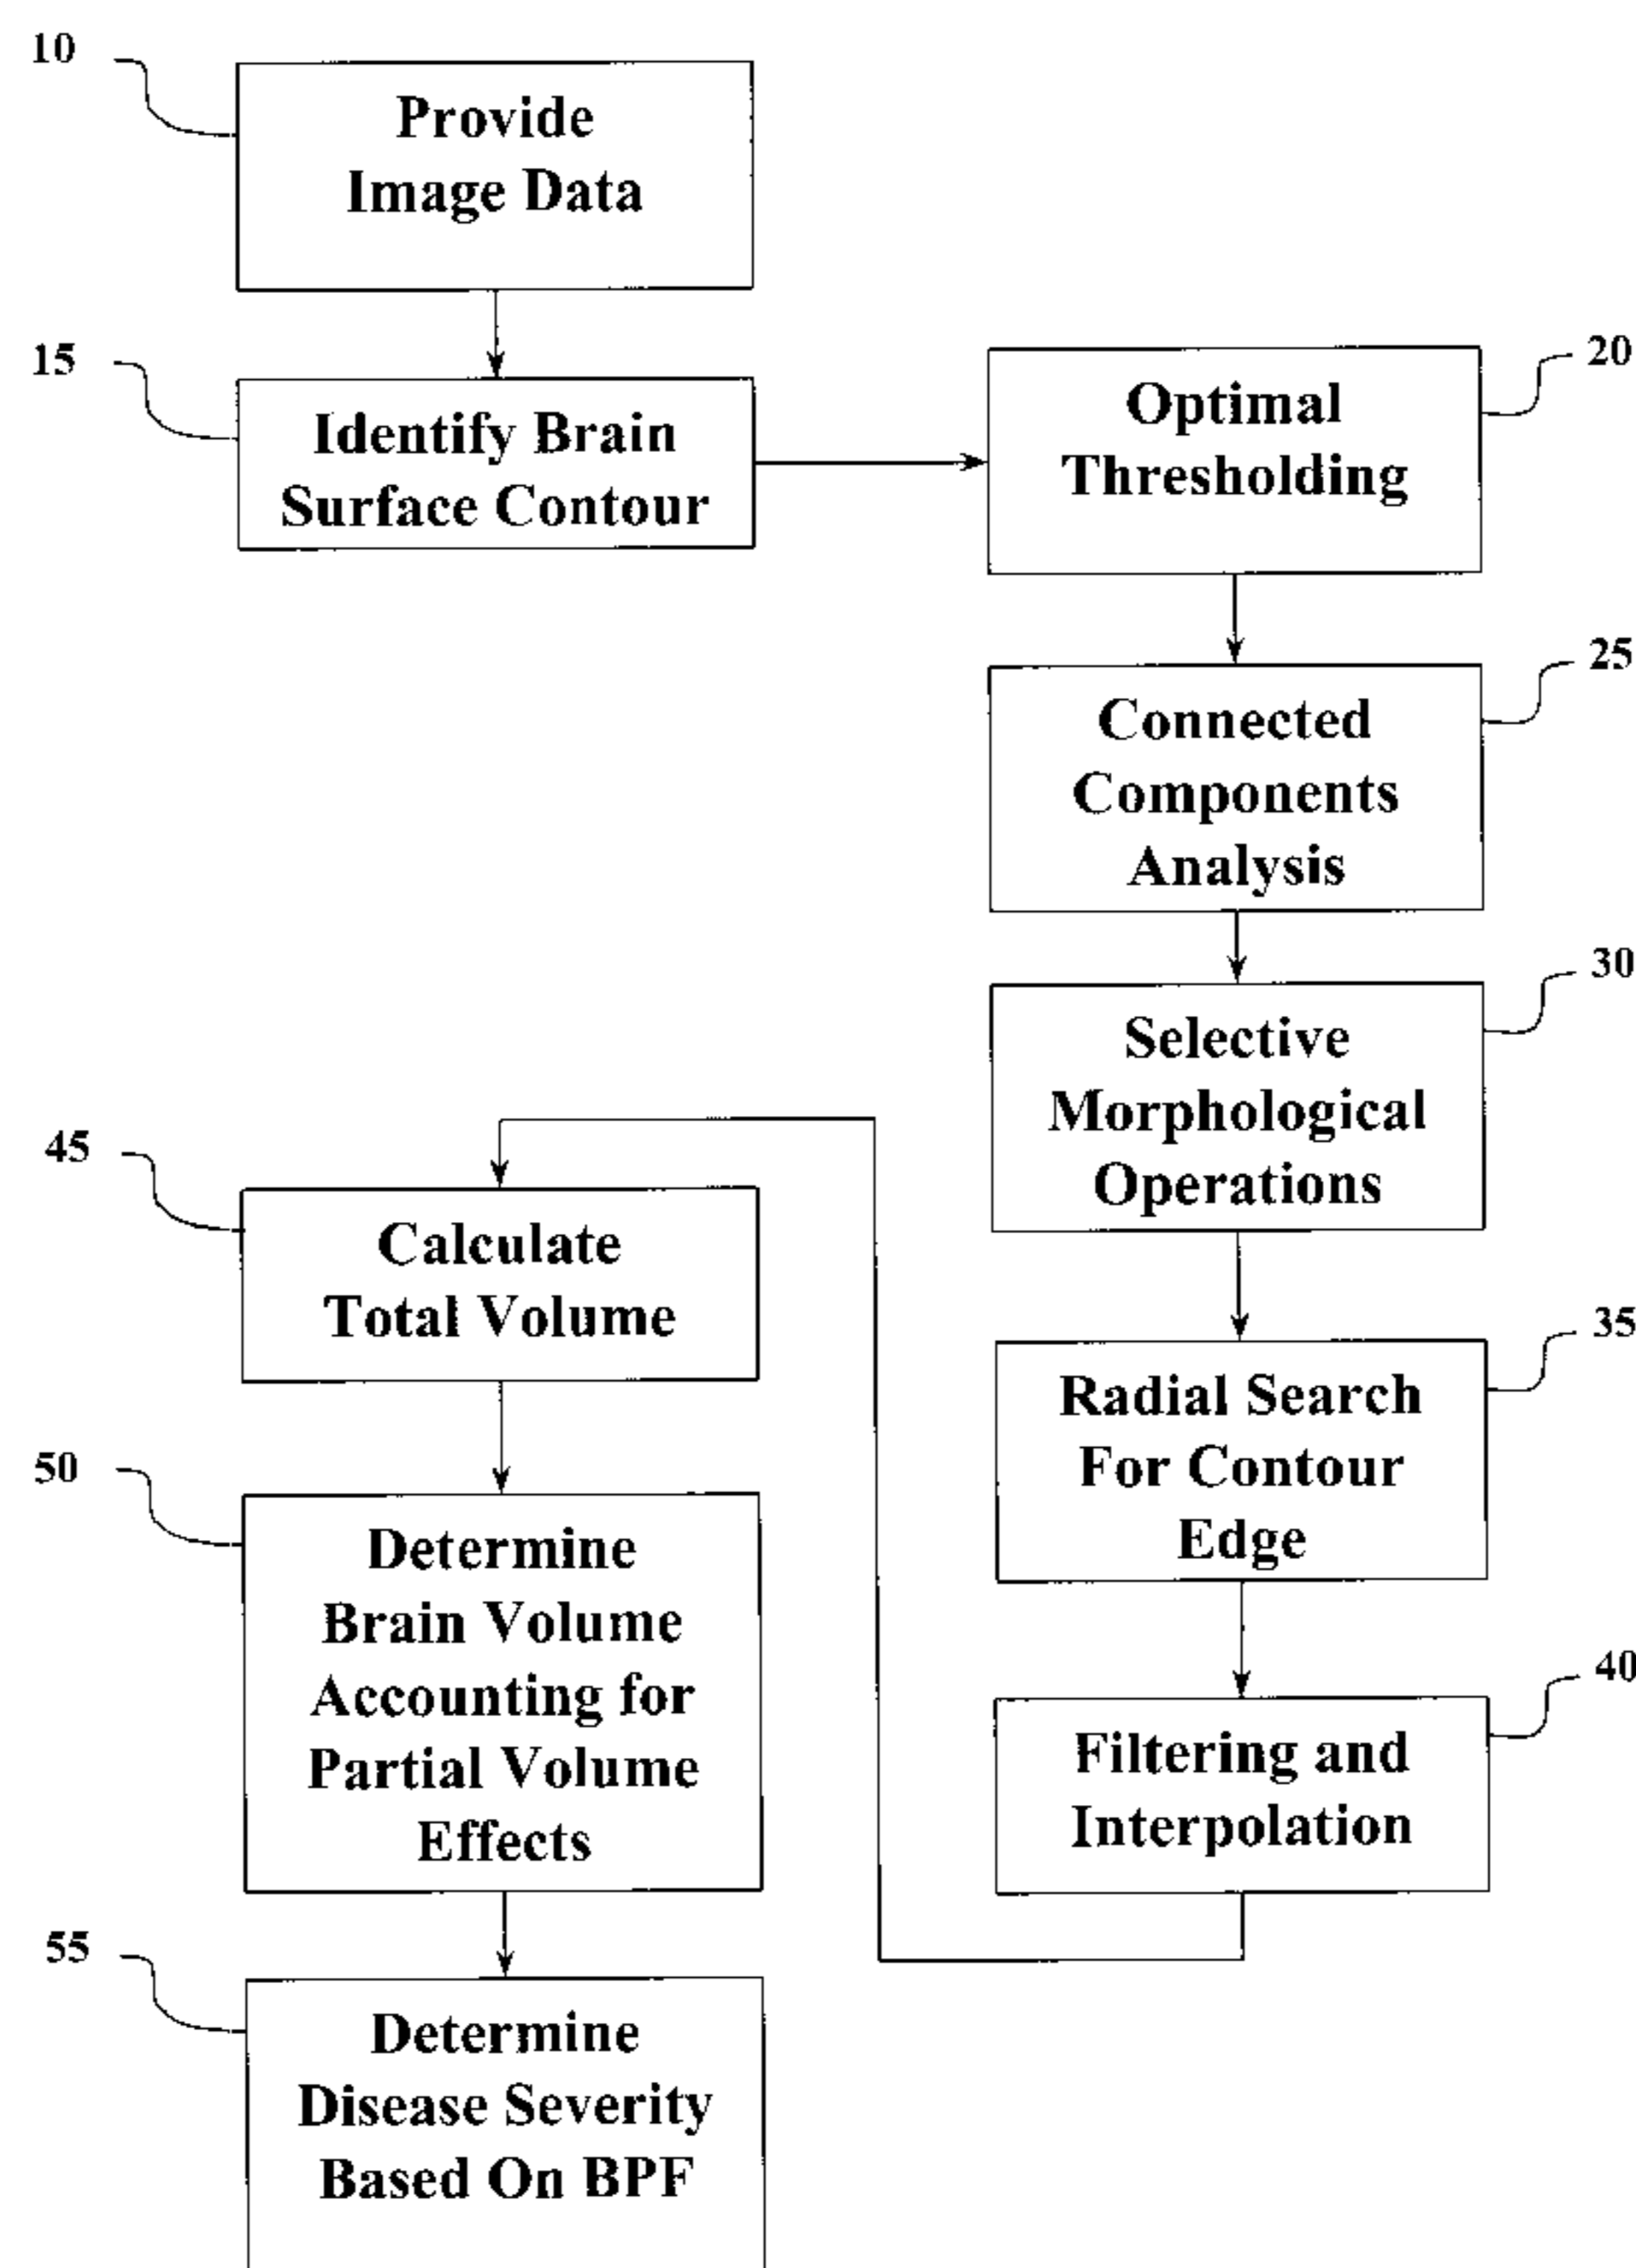 10
Provide
Image Data
15
Identify Brain
Surface Contour
20
Optimal
Thresholding
25
Connected
Components
Analysis
30
Selective
Morphological
Operations
35
Radial Search
For Contour
Edge
40
Filtering and
Interpolation
45
Calculate
Total Volume
50
Determine
Brain Volume
Accounting for
Partial Volume
Effects
55
Determine
Disease Severity
Based On BPF